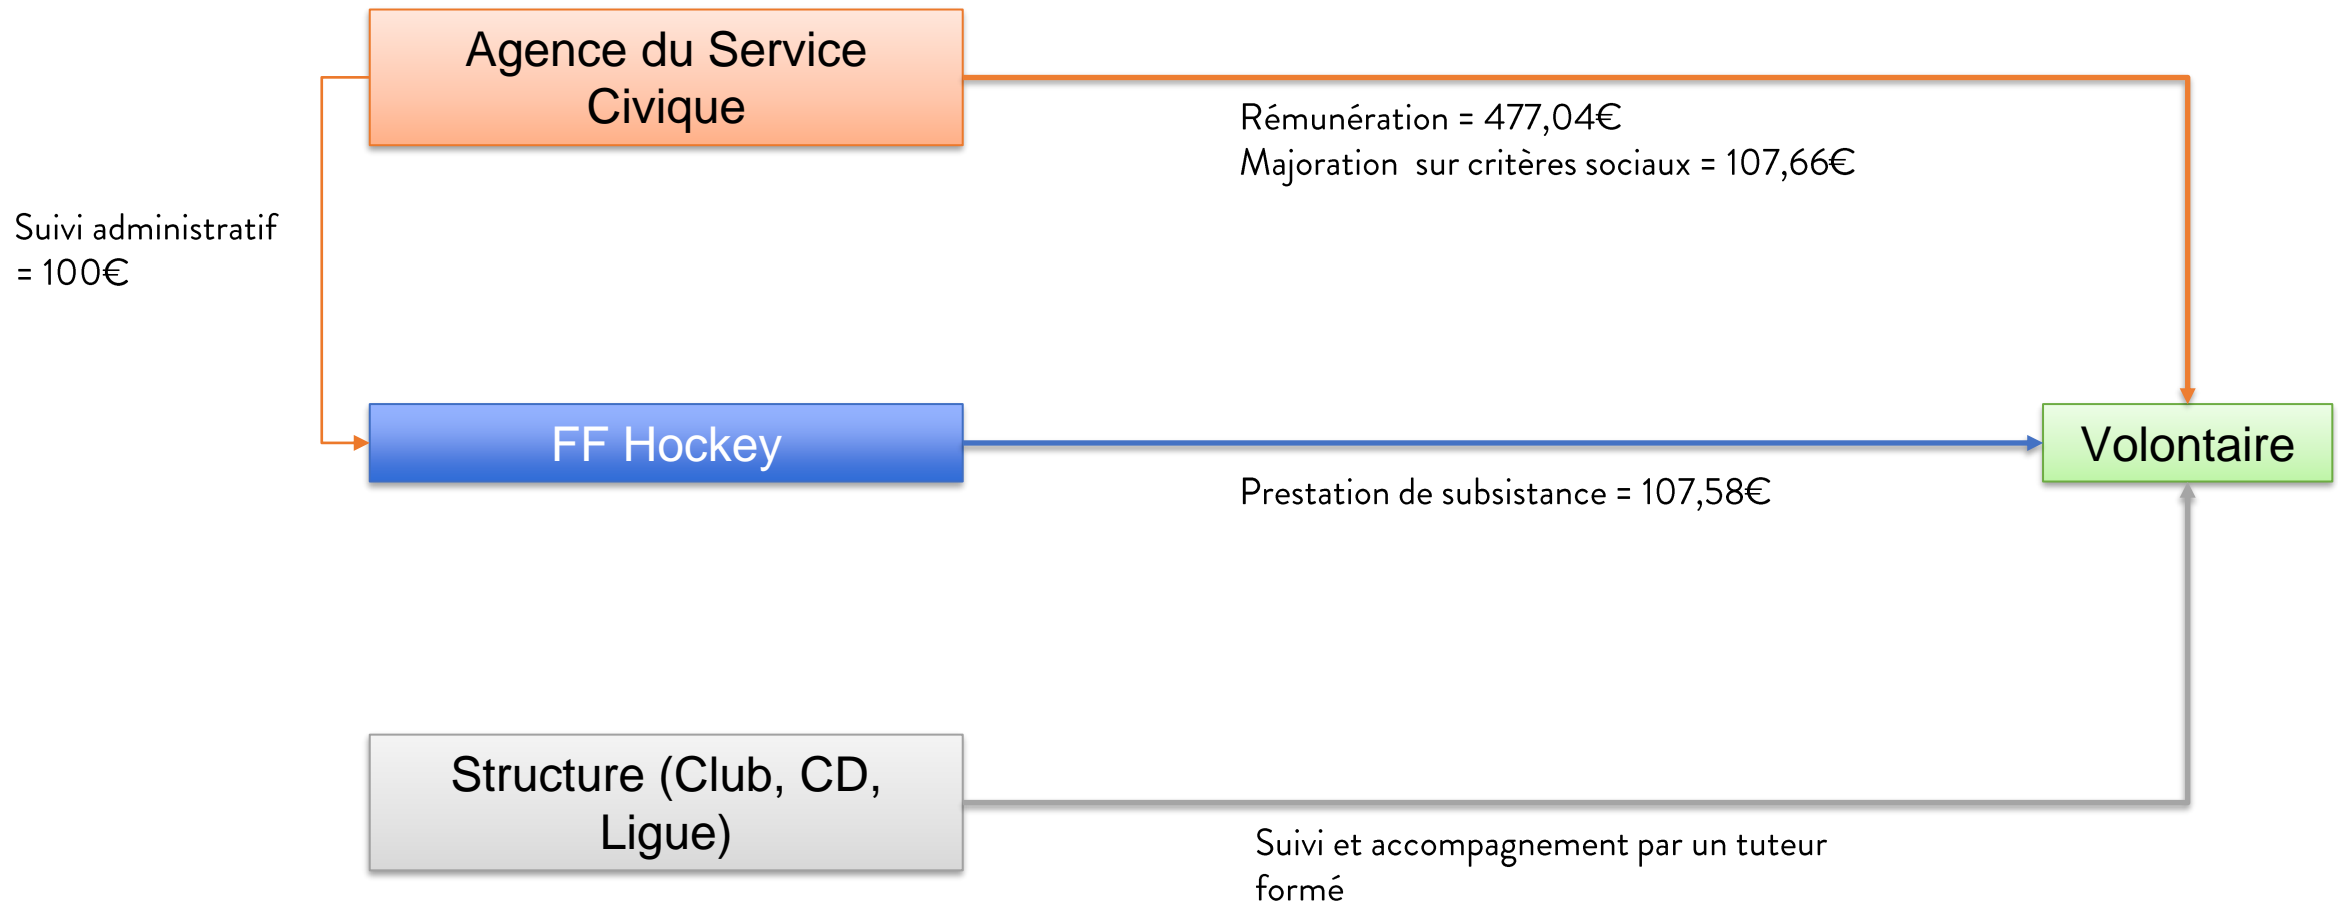 Agence du Service
Civique
Rémunération = 477,04€
Majoration  sur critères sociaux = 107,66€
Suivi administratif
= 100€
FF Hockey
Volontaire
Prestation de subsistance = 107,58€
Structure (Club, CD,
Ligue)
Suivi et accompagnement par un tuteur
formé